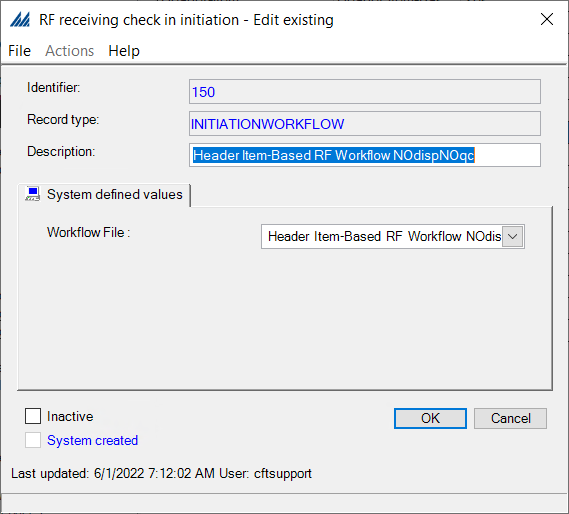 RF receiving check in initiation - Edit existing
File Actions Help
Identifier: 150
Record type: INITIATIONWORKFLOW
Description: Header Item-Based RF Workflow NOdispNOqc
System defined values
Workflow File : Header Item-Based RF Workflow NOdis
Inactive OK Cancel
System created
Last updated: 6/1/2022 7:12:02 AM User: cftsupport